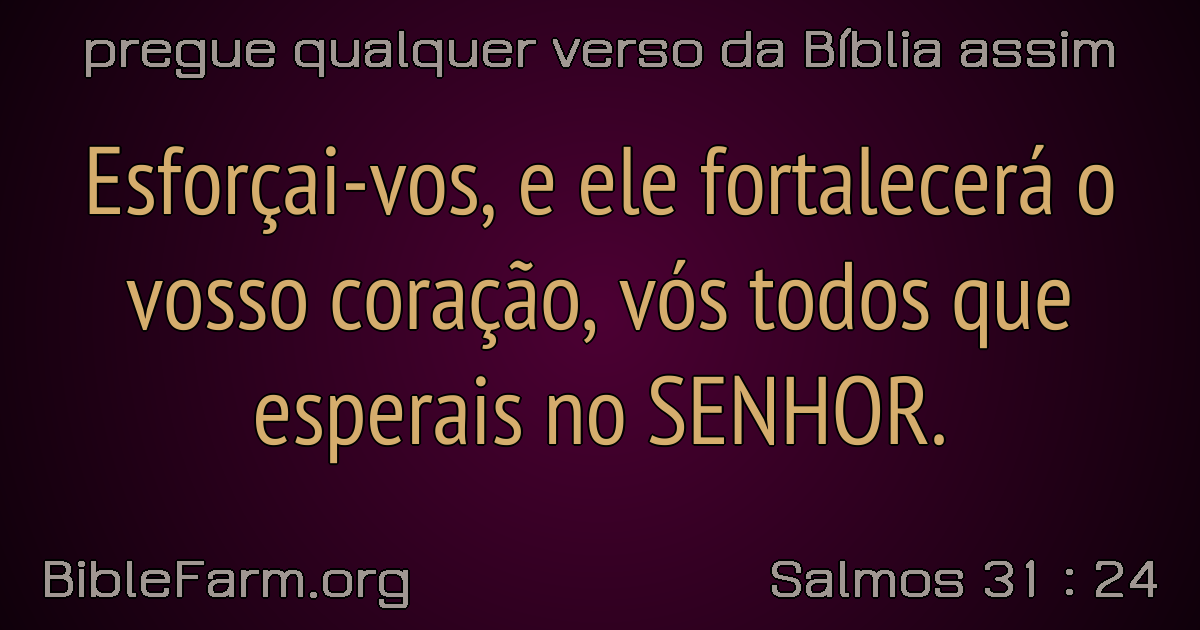 pregue qualquer verso da Bíblia assim
Esforçai-vos, e ele fortalecerá o
vosso coração, vós todos que
esperais no SENHOR.
BibleFarm.org
Salmos 31 : 24